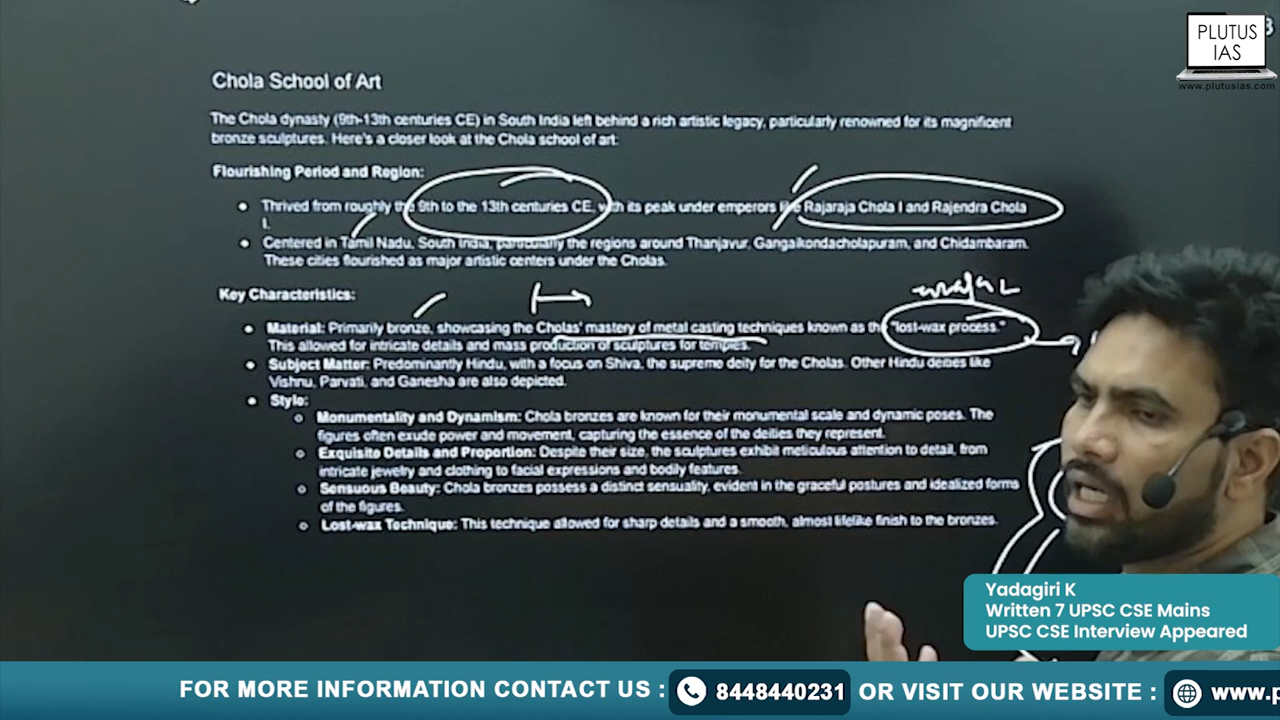 PLUTUS
IAS
www.plutusias.com
Chola School of Art
The Chola dynasty (9th-13th centuries CE) in South India left behind a rich artistic legacy, particularly renowned for its magnificent
bronze sculptures. Here's a closer look at the Chola school of art:
Flourishing Period and Region:
Thrived from roughly the 9th to the 13th centuries CE, with its peak under emperors like Rajaraja Chola I and Rajendra Chola
I.
Centered in Tamil Nadu, South India, particularly the regions around Thanjavur, Gangaikondacholapuram, and Chidambaram.
These cities flourished as major artistic centers under the Cholas.
Key Characteristics:
Material: Primarily bronze, showcasing the Cholas' mastery of metal casting techniques known as the "lost-wax process."
This allowed for intricate details and mass production of sculptures for temples.
Subject Matter: Predominantly Hindu, with a focus on Shiva, the supreme deity for the Cholas. Other Hindu deities like
Vishnu, Parvati, and Ganesha are also depicted.
Style:
Monumentality and Dynamism: Chola bronzes are known for their monumental scale and dynamic poses. The
figures often exude power and movement, capturing the essence of the deities they represent.
Exquisite Details and Proportion: Despite their size, the sculptures exhibit meticulous attention to detail, from
intricate jewelry and clothing to facial expressions and bodily features.
Sensuous Beauty: Chola bronzes possess a distinct sensuality, evident in the graceful postures and idealized forms
of the figures.
Lost-wax Technique: This technique allowed for sharp details and a smooth, almost lifelike finish to the bronzes.
Yadagiri K
Written 7 UPSC CSE Mains
UPSC CSE Interview Appeared
FOR MORE INFORMATION CONTACT US : 8448440231 OR VISIT OUR WEBSITE : www.p